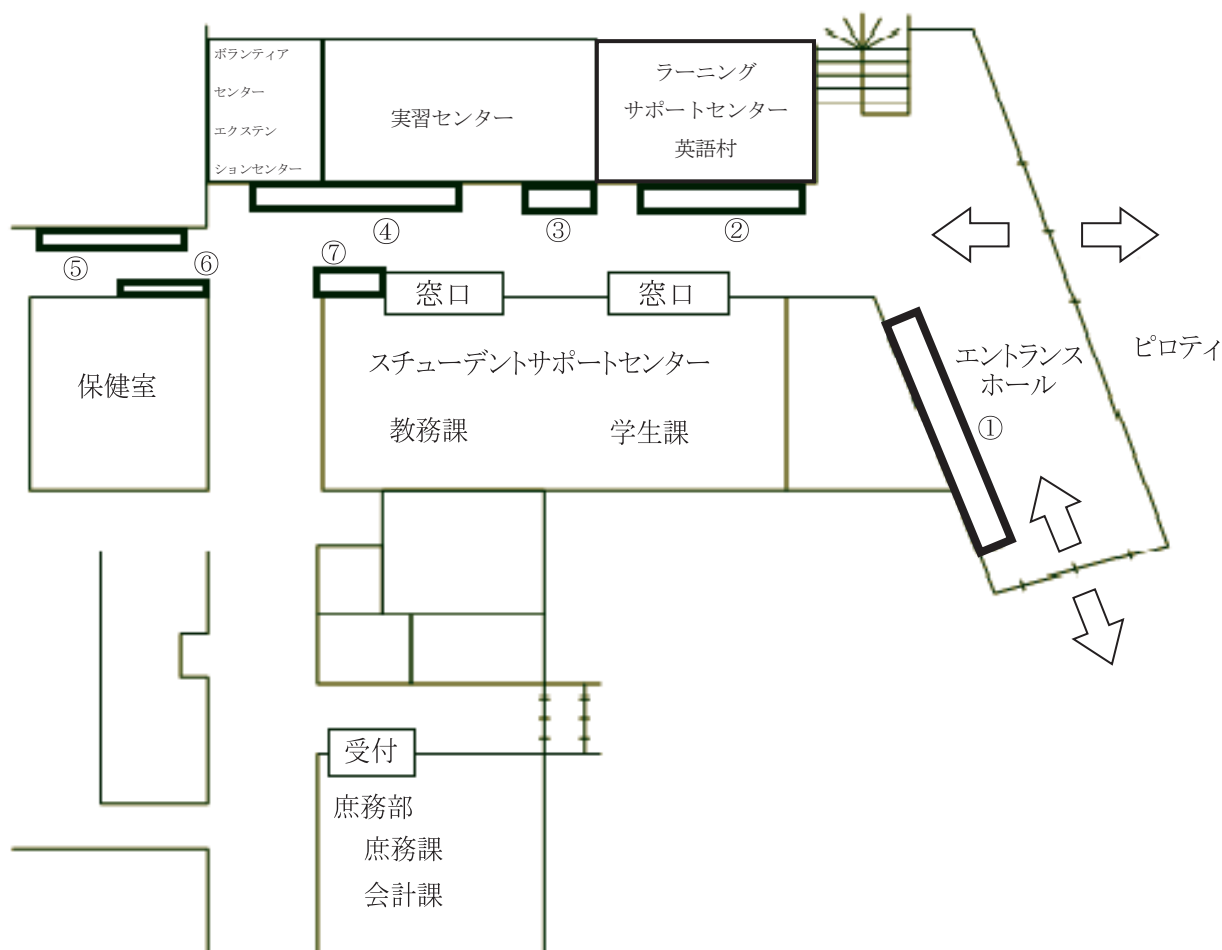 ボランティア
センター
エクステン
ションセンター
実習センター
ラーニング
サポートセンター
英語村
④
③
②
⑤
⑥
⑦
窓口
窓口
スチューデントサポートセンター
教務課
学生課
保健室
エントランス
ホール
①
ピロティ
受付
庶務部
庶務課
会計課